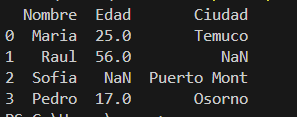 Nombre Edad Ciudad
0 Maria 25.0 Temuco
1 Raul 56.0 NaN
2 Sofia NaN Puerto Mont
3 Pedro 17.0 Osorno